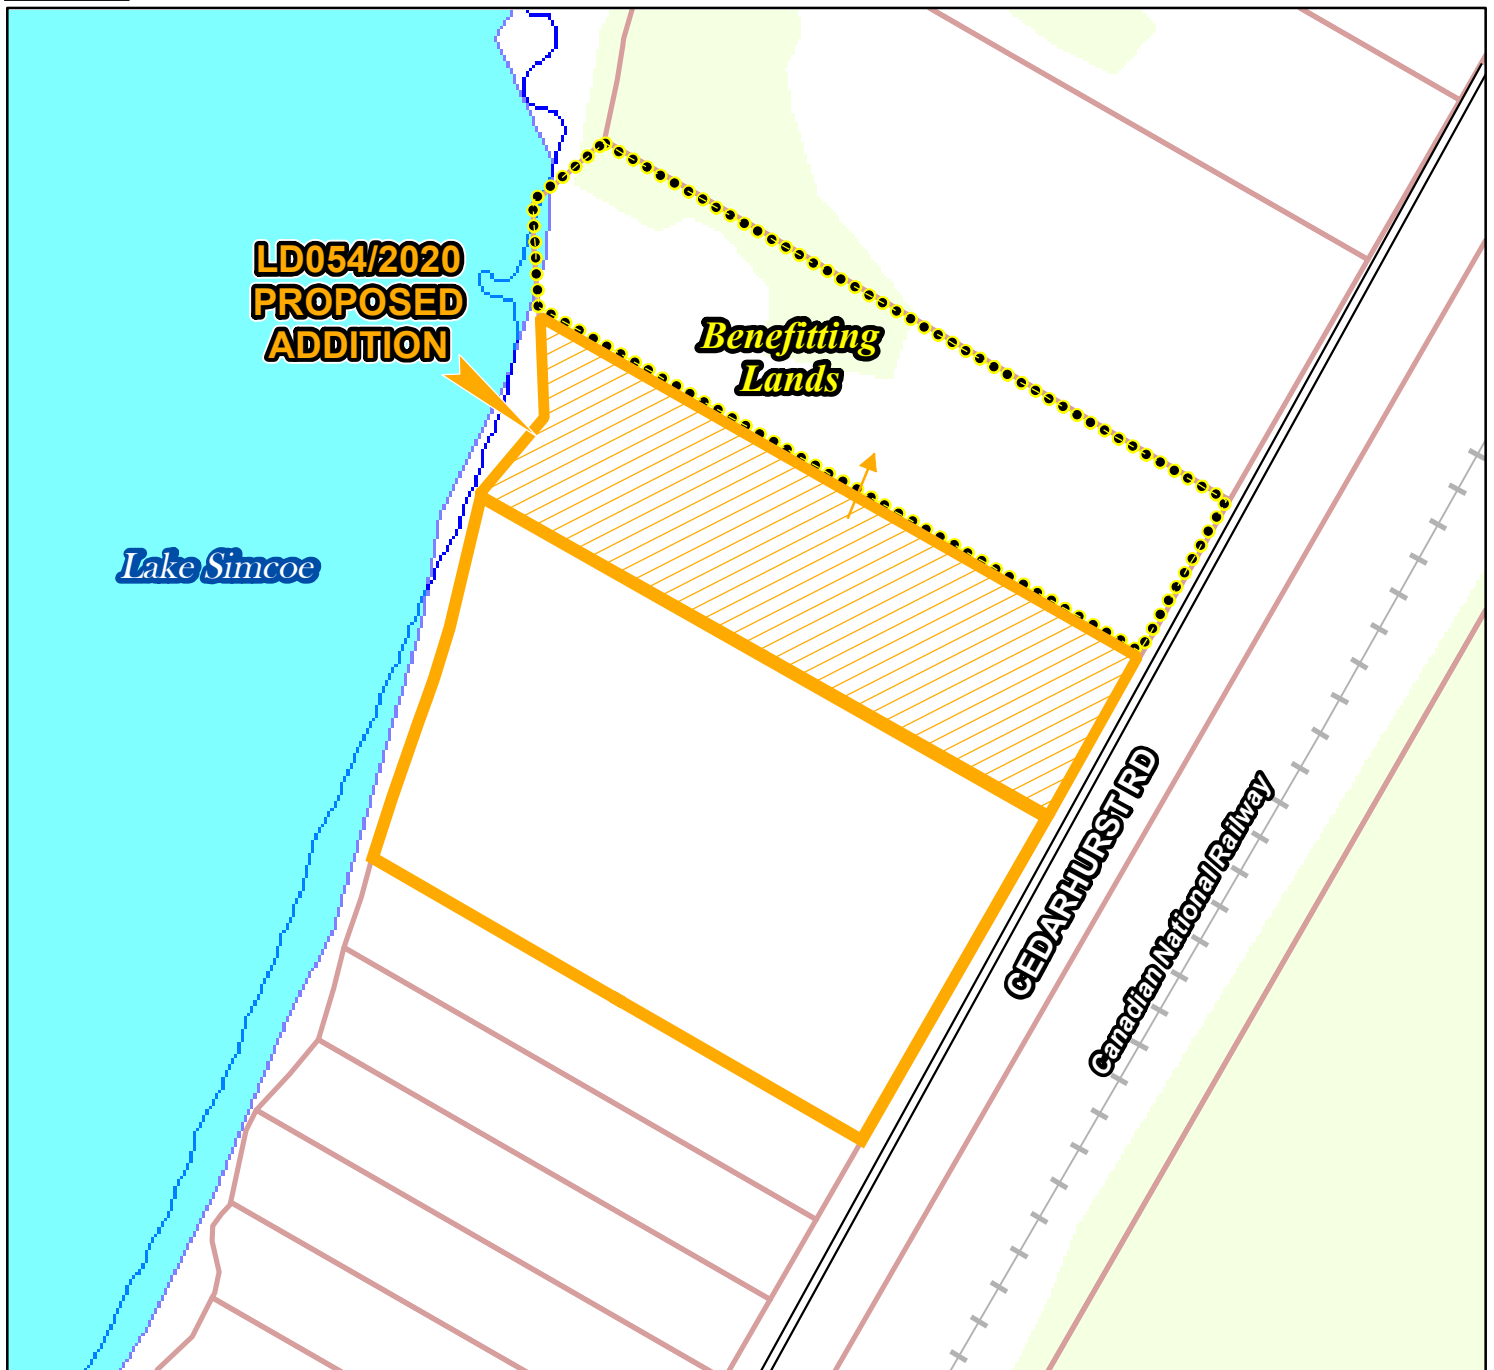 LD054/2020
PROPOSED
ADDITION
Benefitting
Lands
Lake Simcoe
CEDARHURST RD
Canadian National Railway